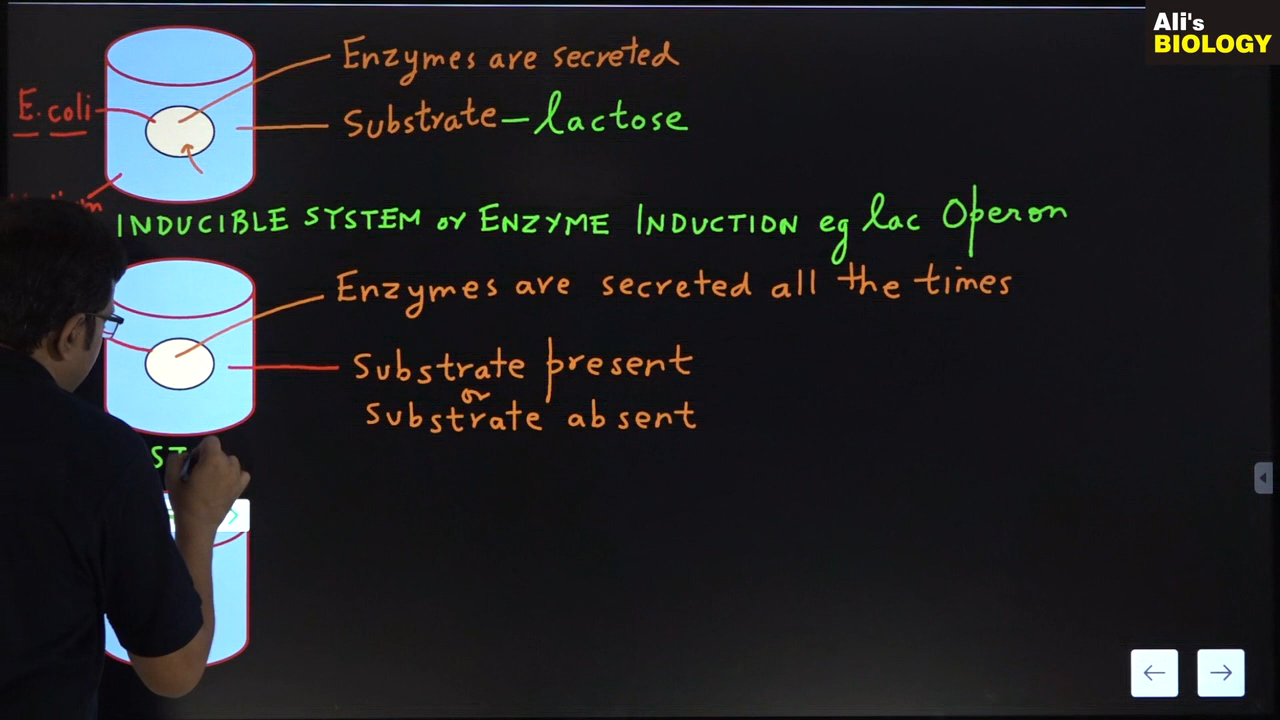 Ali's
BIOLOGY
Enzymes are secreted
E.coli
Substrate – lactose
INDUCIBLE SYSTEM or ENZYME INDUCTION eg lac Operon
Enzymes are secreted all the times
Substrate present
or
Substrate absent
ST